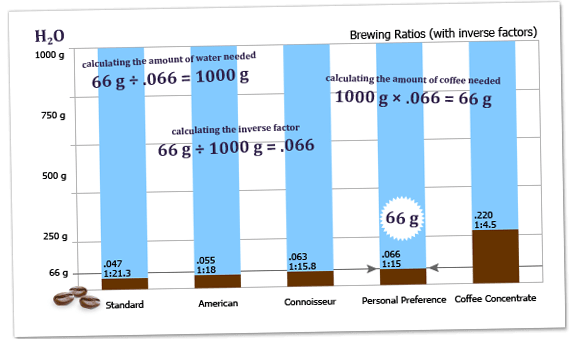 H₂O
Brewing Ratios (with inverse factors)
1000 g
calculating the amount of water needed
66 g ÷ .066 = 1000 g
calculating the amount of coffee needed
1000 g × .066 = 66 g
750 g
calculating the inverse factor
66 g ÷ 1000 g = .066
500 g
66 g
250 g
.047
1:21.3
.055
1:18
.063
1:15.8
.066
1:15
.220
1:4.5
66 g
Standard
American
Connoisseur
Personal Preference
Coffee Concentrate